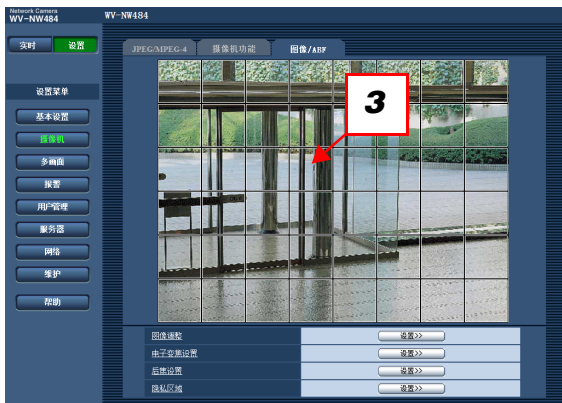 Network Camera
WV-NW484
WV-NW484
实时
设置
JPEG/MPEG-4
摄像机功能
图像/ABF
3
设置菜单
基本设置
摄像机
多画面
报警
用户管理
服务器
网络
维护
帮助
图像调整
设置>>
电子变焦设置
设置>>
后焦设置
设置>>
隐私区域
设置>>